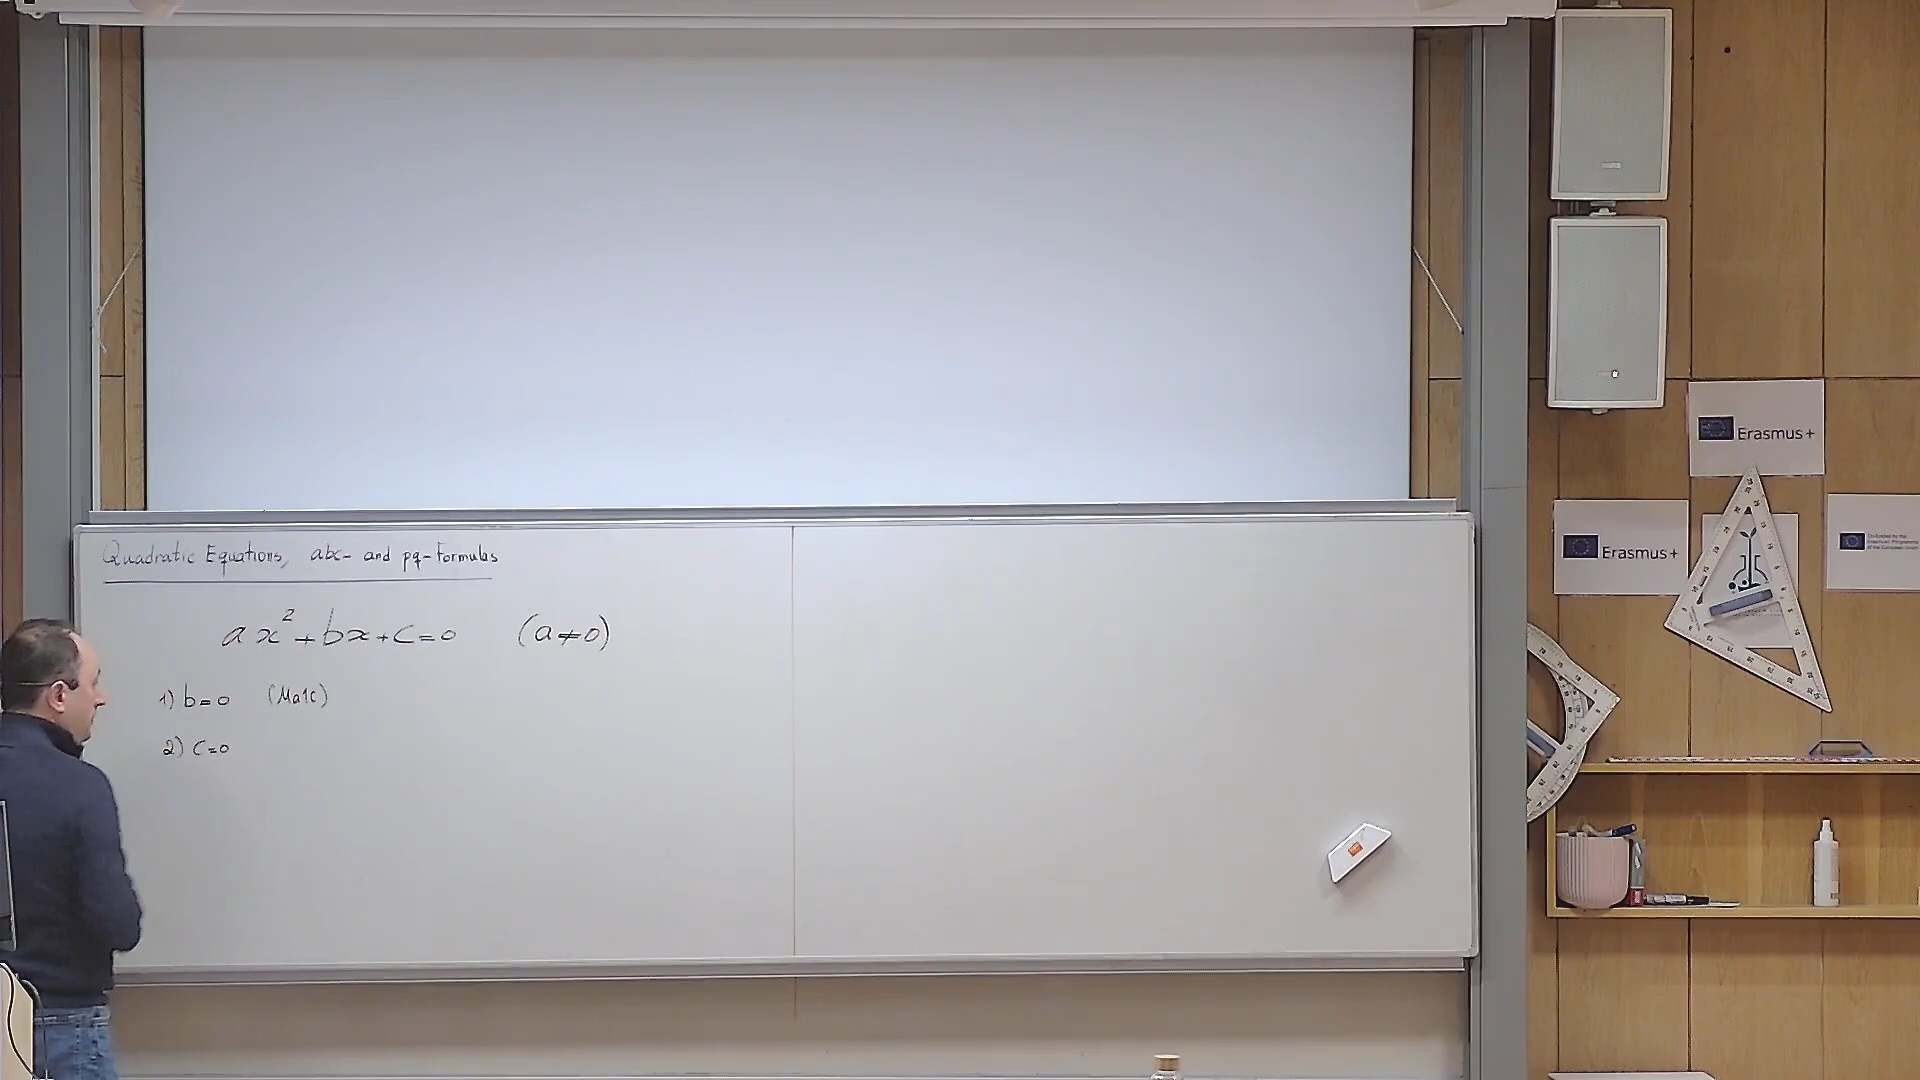 Quadratic Equations, abc- and pq-Formulas
ax²+bx+c=0 (a≠0)
1) b=0 (Ma1c)
2) c=0
Erasmus+
Erasmus+